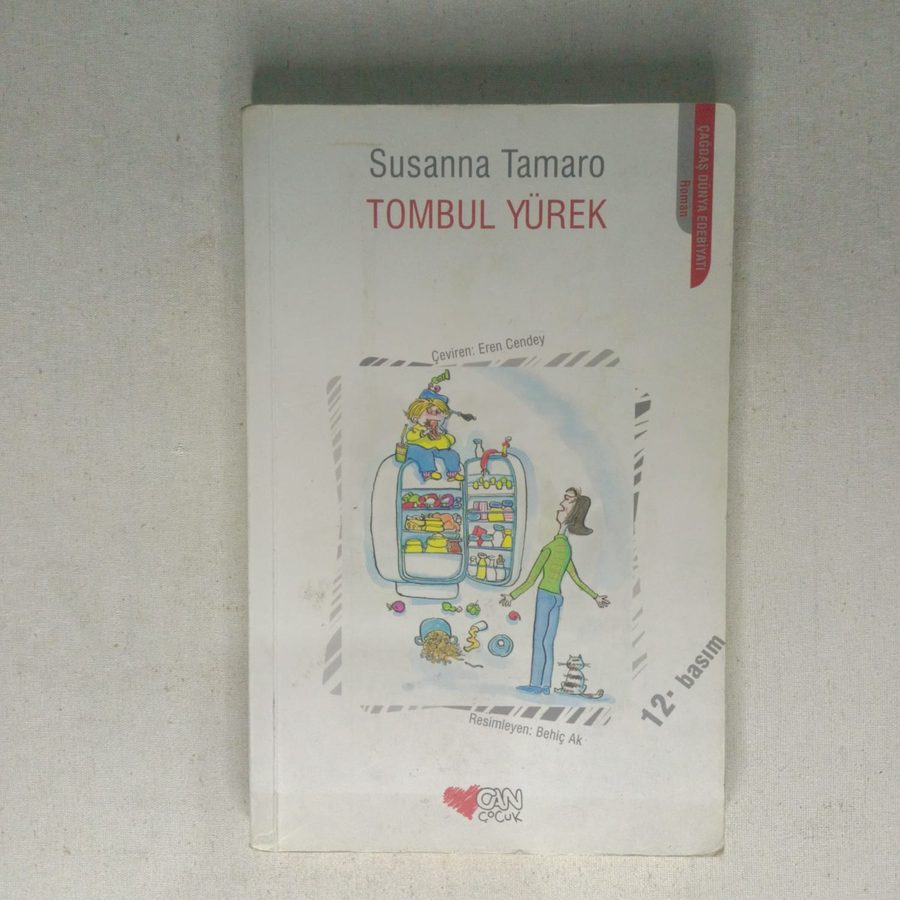 Susanna Tamaro
TOMBUL YÜREK
ÇAĞDAŞ DÜNYA EDEBİYATI
Roman
Çeviren: Eren Cendey
Resimleyen: Behiç Ak
12. basım
CAN
ÇOCUK